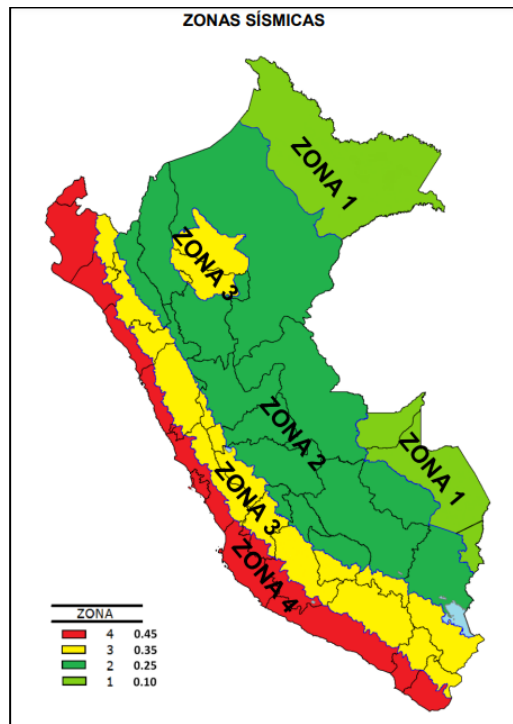 ZONAS SÍSMICAS
ZONA 1
ZONA 3
ZONA 2
ZONA 1
ZONA 3
ZONA 4
ZONA
4 0.45
3 0.35
2 0.25
1 0.10